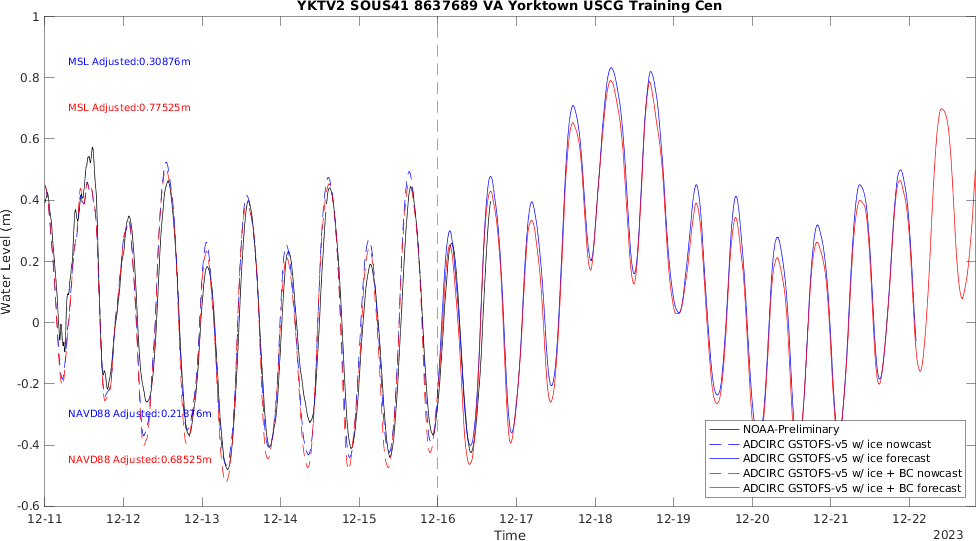 YKTV2 SOUS41 8637689 VA Yorktown USCG Training Cen
1
0.8
0.6
0.4
0.2
0
-0.2
-0.4
-0.6
Water Level (m)
MSL Adjusted:0.30876m
MSL Adjusted:0.77525m
NAVD88 Adjusted:0.21876m
NAVD88 Adjusted:0.68525m
NOAA-Preliminary
ADCIRC GSTOFS-v5 w/ ice nowcast
ADCIRC GSTOFS-v5 w/ ice forecast
ADCIRC GSTOFS-v5 w/ ice + BC nowcast
ADCIRC GSTOFS-v5 w/ ice + BC forecast
12-11 12-12 12-13 12-14 12-15 12-16 12-17 12-18 12-19 12-20 12-21 12-22
Time
2023